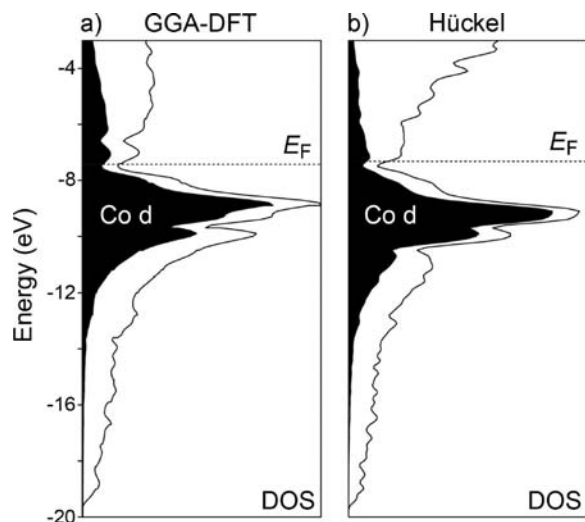 a) GGA-DFT
b) Hückel
-4
E_F
E_F
-8
Co d
Co d
Energy (eV)
-12
-16
-20
DOS
DOS